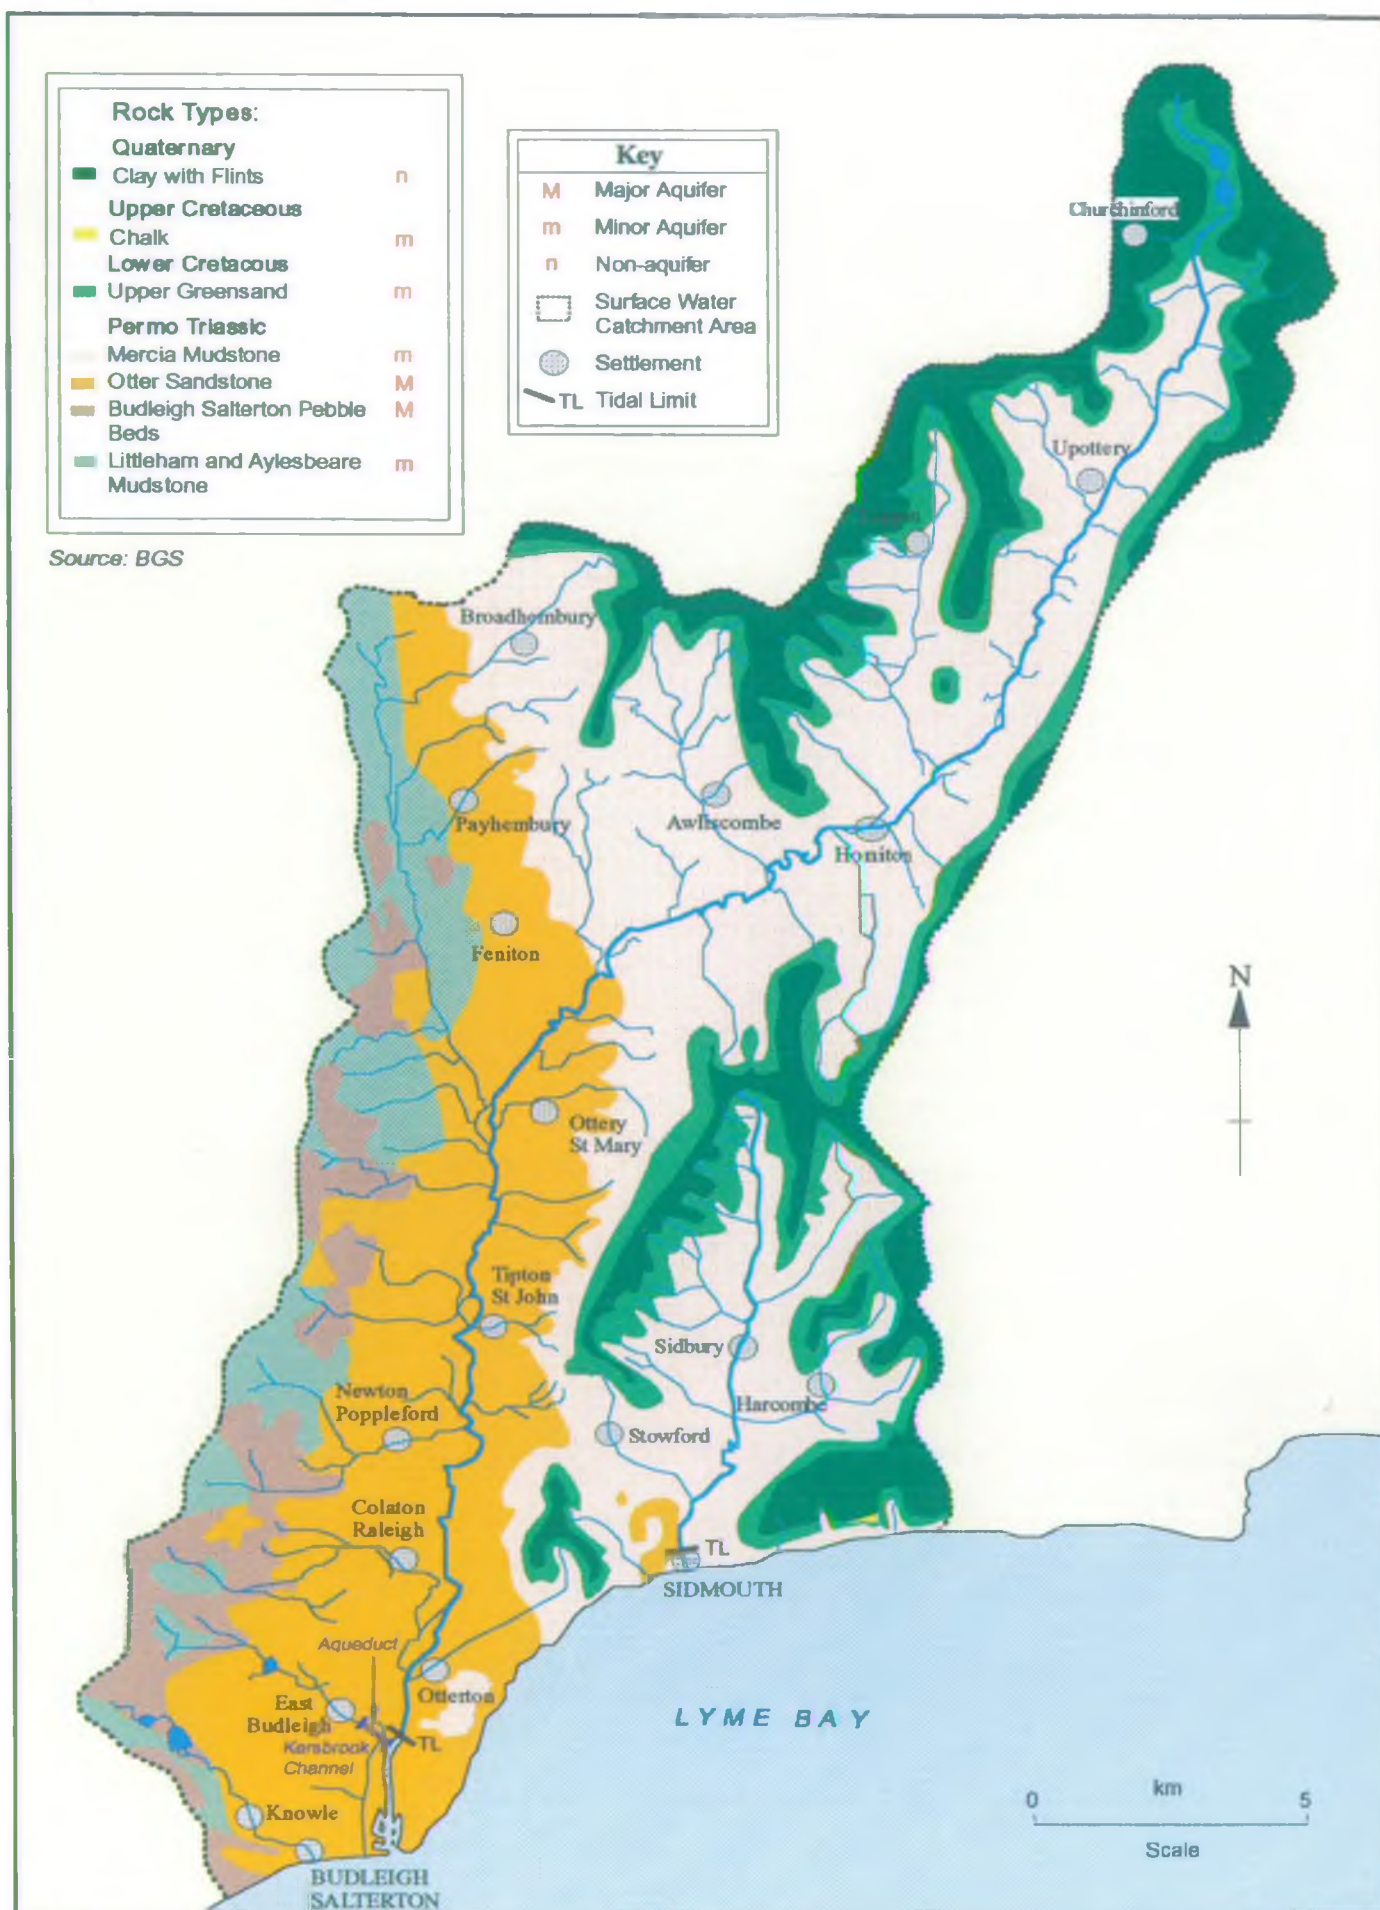 Rock Types:
Quaternary
Clay with Flints n
Upper Cretaceous
Chalk m
Lower Cretacous
Upper Greensand m
Permo Triassic
Mercia Mudstone m
Otter Sandstone M
Budleigh Salterton Pebble M
Beds
Littleham and Aylesbeare m
Mudstone
Source: BGS
Key
M Major Aquifer
m Minor Aquifer
n Non-aquifer
Surface Water
Catchment Area
Settlement
TL Tidal Limit
Upottery
Broadhembury
Payhembury
Awliscombe
Honiton
Feniton
N
Ottery
St Mary
Tipton
St John
Sidbury
Newton
Poppleford
Harcombe
Stowford
Colaton
Raleigh
TL
SIDMOUTH
Aqueduct
Otterton
East
Budleigh
TL
Kersbrook
Channel
LYME BAY
Knowle
km
0 5
Scale
BUDLEIGH
SALTERTON